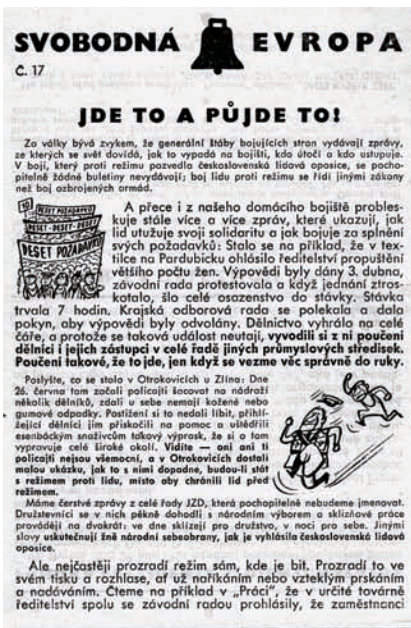 SVOBODNÁ EVROPA
Č. 17
JDE TO A PŮJDE TO!
Za války bývá zvykem, že generální štáby bojujících stran vydávají zprávy,
ze kterých se svět dovídá, jak to vypadá na bojišti, kdo útočí a kdo ustupuje.
V boji, který proti režimu pozvedla československá lidová oposice, se pocho-
pitelně žádné buletiny nevydávají; boj lidu proti režimu se řídí jinými zákony
než boj ozbrojených armád.
10
DESET POŽADAVKŮ
DESET - DESET - DES
DESET POŽADAVKŮ
A přece i z našeho domácího bojiště probles-
kuje stále více a více zpráv, které ukazují, jak
lid utužuje svoji solidaritu a jak bojuje za splnění
svých požadavků: Stalo se na příklad, že v tex-
tilce na Pardubicku ohlásilo ředitelství propuštění
většího počtu žen. Výpovědi byly dány 3. dubna,
závodní rada protestovala a když jednání ztros-
kotalo, šlo celé osazenstvo do stávky. Stávka
trvala 7 hodin. Krajská odborová rada se polekala a dala
pokyn, aby výpovědi byly odvolány. Dělnictvo vyhrálo na celé
čáře, a protože se taková událost neutají, vyvodili si z ní poučení
dělníci i jejich zástupci v celé řadě jiných průmyslových středisek.
Poučení takové, že to jde, jen když se vezme věc správně do ruky.
Poslyšte, co se stalo v Otrokovicích u Zlína: Dne
26. června tam začali policajti šacovat na nádraží
několik dělníků, zdali u sebe nemají kožené nebo
gumové odpadky. Postižení si to nedali líbit, přihlí-
žející dělníci jim přiskočili na pomoc a uštědřili
esenbáckým snaživcům takový výprask, že si o tom
vypravuje celé široké okolí. Vidíte — oni ani ti
policajti nejsou všemocní, a v Otrokovicích dostali
malou ukázku, jak to s nimi dopadne, budou-li stát
s režimem proti lidu, místo aby chránili lid před
režimem.
Máme čerstvé zprávy z celé řady JZD, která pochopitelně nebudeme jmenovat.
Družstevníci se v nich pěkně dohodli s národním výborem a sklizňové práce
provádějí na dvakrát: ve dne sklízejí pro družstvo, v noci pro sebe. Jinými
slovy uskutečňují žně národní sebeobrany, jak je vyhlásila československá lidová
oposice.
Ale nejčastěji prozradí režim sám, kde je bit. Prozradí to ve
svém tisku a rozhlase, ať už naříkáním nebo vzteklým prskáním
a nadáváním. Čteme na příklad v „Práci", že v určité továrně
ředitelství spolu se závodní radou prohlásily, že zaměstnanci